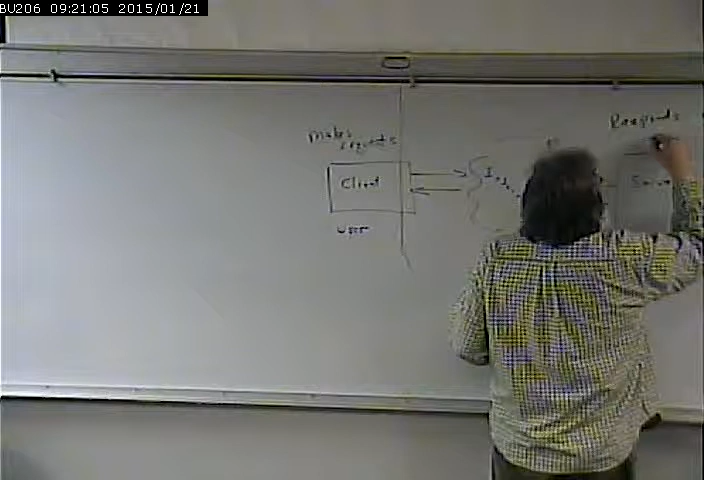 BU206 09:21:05 2015/01/21
Responds
makes
requests
Client
user